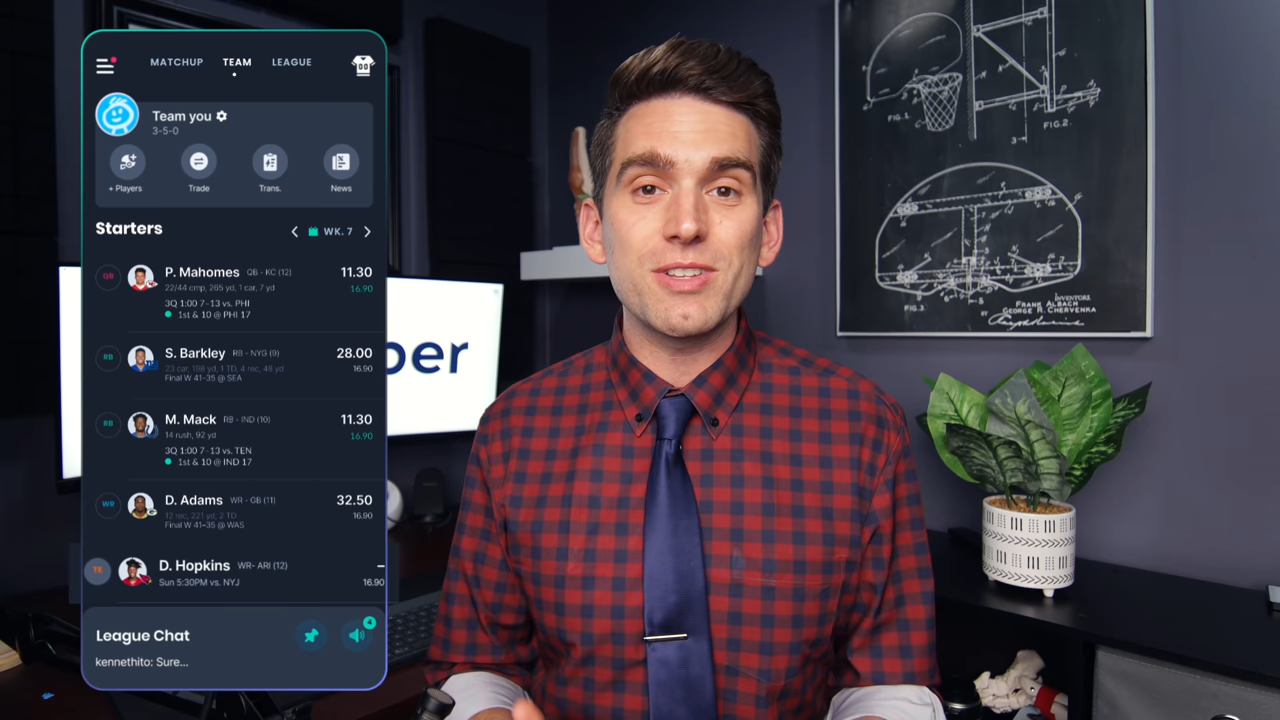 MATCHUP TEAM LEAGUE
00
Team you
3-5-0
+ Players Trade Trans. News
Starters
WK. 7
QB P. Mahomes QB - KC (12) 11.30
22/44 cmp, 265 yd, 1 car, 7 yd 16.90
3Q 1:00 7-13 vs. PHI
1st & 10 @ PHI 17
RB S. Barkley RB - NYG (9) 28.00
23 car, 198 yd, 1 TD, 4 rec, 48 yd 16.90
Final W 41-35 @ SEA
RB M. Mack RB - IND (10) 11.30
14 rush, 92 yd 16.90
3Q 1:00 7-13 vs. TEN
1st & 10 @ IND 17
WR D. Adams WR - GB (11) 32.50
13 rec, 221 yd, 2 TD 16.90
Final W 41-35 @ WAS
TE D. Hopkins WR- ARI (12) –
Sun 5:30PM vs. NYJ 16.90
League Chat
4
kennethito: Sure...
per
FIG.1
FIG.2
FIG.3
INVENTORS
FRANK ALBACH
BY GEORGE R. CHERVENKA